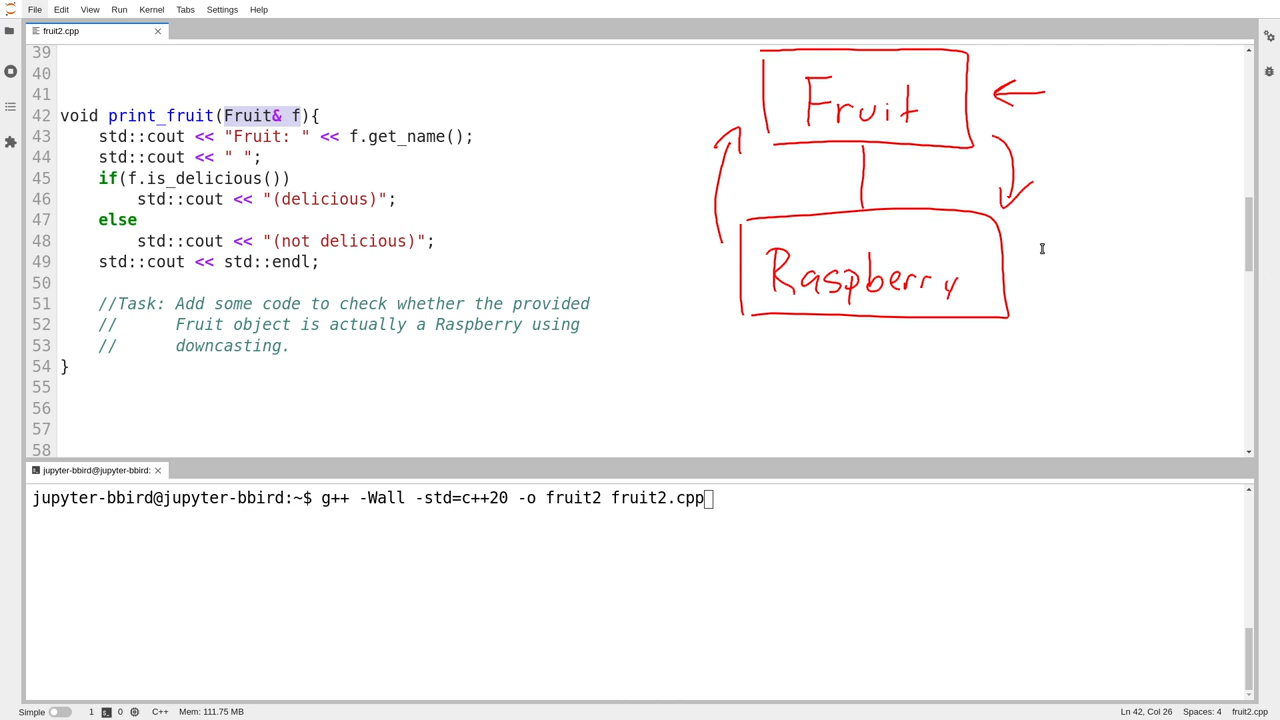 File Edit View Run Kernel Tabs Settings Help
fruit2.cpp
39
40
41
42 void print_fruit(Fruit& f){
43 std::cout << "Fruit: " << f.get_name();
44 std::cout << " ";
45 if(f.is_delicious())
46 std::cout << "(delicious)";
47 else
48 std::cout << "(not delicious)";
49 std::cout << std::endl;
50
51 //Task: Add some code to check whether the provided
52 // Fruit object is actually a Raspberry using
53 // downcasting.
54 }
55
56
57
58
Fruit
Raspberry
jupyter-bbird@jupyter-bbird:
jupyter-bbird@jupyter-bbird:~$ g++ -Wall -std=c++20 -o fruit2 fruit2.cpp
Simple 1 0 C++ Mem: 111.75 MB Ln 42, Col 26 Spaces: 4 fruit2.cpp